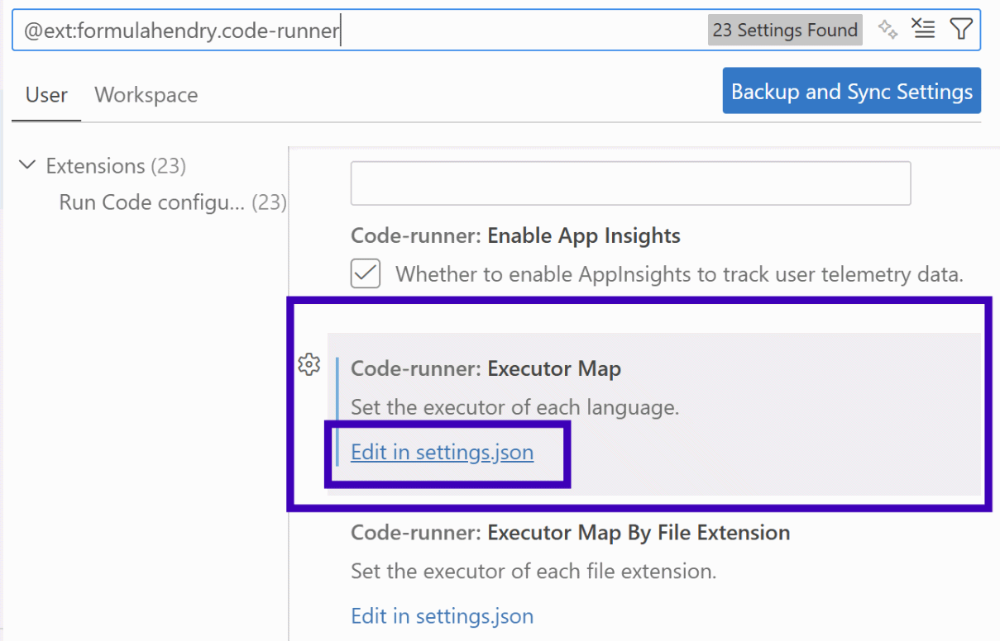 @ext:formulahendry.code-runner
23 Settings Found
User
Workspace
Backup and Sync Settings
Extensions (23)
Run Code configu... (23)
Code-runner: Enable App Insights
Whether to enable AppInsights to track user telemetry data.
Code-runner: Executor Map
Set the executor of each language.
Edit in settings.json
Code-runner: Executor Map By File Extension
Set the executor of each file extension.
Edit in settings.json